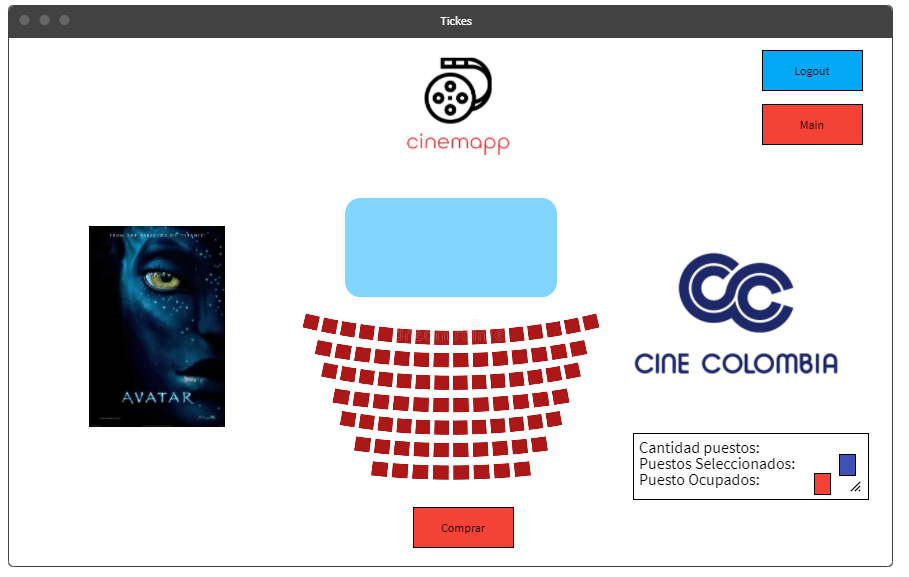 Tickes
Logout
Main
cinemapp
FROM THE DIRECTOR OF "TITANIC"
AVATAR
CINE COLOMBIA
Cantidad puestos:
Puestos Seleccionados:
Puesto Ocupados:
Comprar